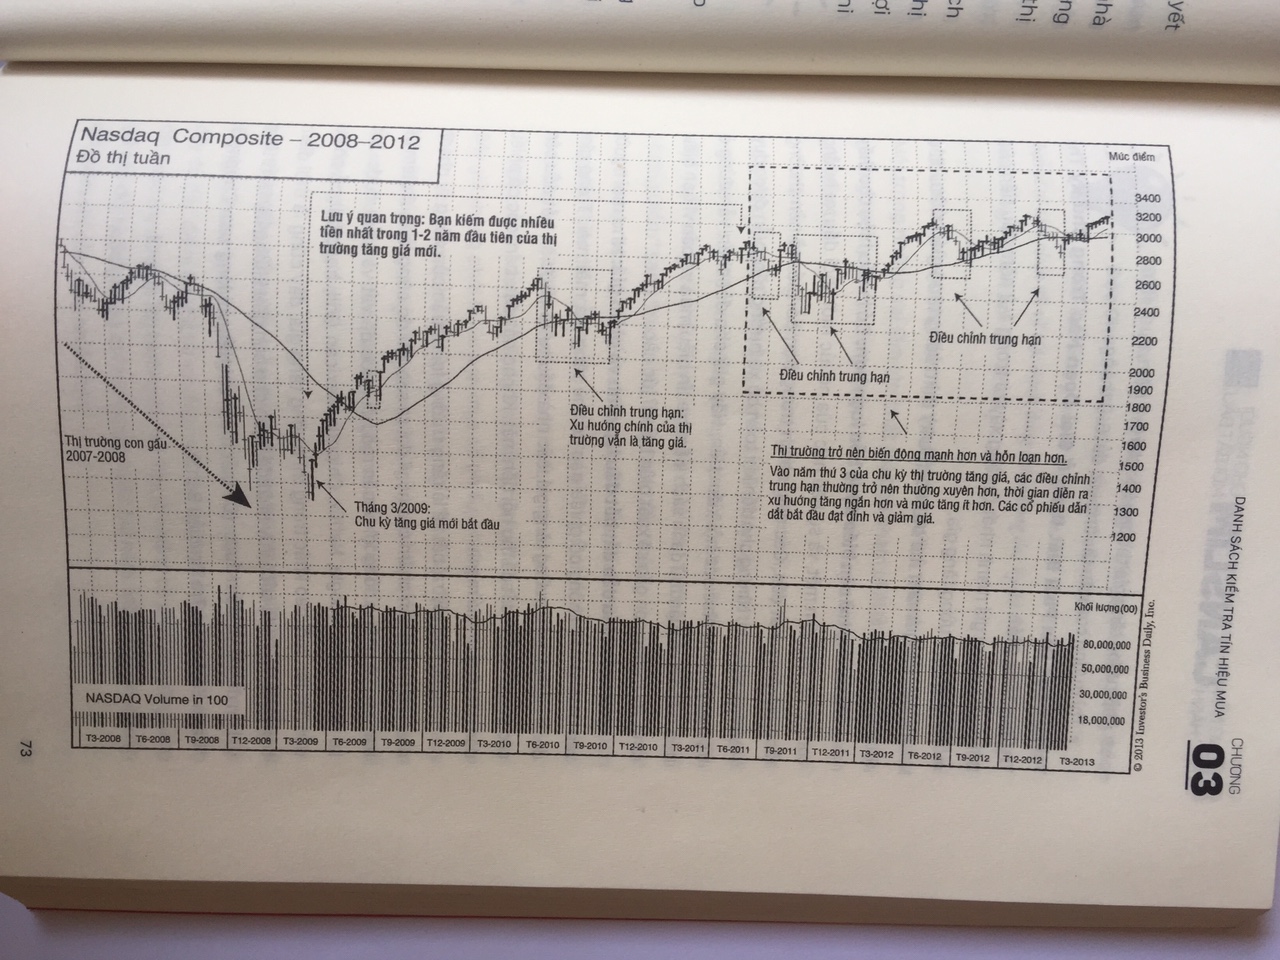 Nasdaq Composite – 2008–2012
Đồ thị tuần
Mức điểm
3400
3200
3000
2800
2600
2400
2200
2000
1900
1800
1700
1600
1500
1400
1300
1200
Lưu ý quan trọng: Bạn kiếm được nhiều
tiền nhất trong 1-2 năm đầu tiên của thị
trường tăng giá mới.
Thị trường con gấu
2007-2008
Tháng 3/2009:
Chu kỳ tăng giá mới bắt đầu
Điều chỉnh trung hạn:
Xu hướng chính của thị
trường vẫn là tăng giá.
Điều chỉnh trung hạn
Điều chỉnh trung hạn
Thị trường trở nên biến động mạnh hơn và hỗn loạn hơn.
Vào năm thứ 3 của chu kỳ thị trường tăng giá, các điều chỉnh
trung hạn thường trở nên thường xuyên hơn, thời gian diễn ra
xu hướng tăng ngắn hơn và mức tăng ít hơn. Các cổ phiếu dẫn
dắt bắt đầu đạt đỉnh và giảm giá.
Khối lượng(00)
80,000,000
50,000,000
30,000,000
18,000,000
NASDAQ Volume in 100
T3-2008 T6-2008 T9-2008 T12-2008 T3-2009 T6-2009 T9-2009 T12-2009 T3-2010 T6-2010 T9-2010 T12-2010 T3-2011 T6-2011 T9-2011 T12-2011 T3-2012 T6-2012 T9-2012 T12-2012 T3-2013
© 2013 Investor's Business Daily, Inc.
DANH SÁCH KIỂM TRA TÍN HIỆU MUA
CHƯƠNG
03
73